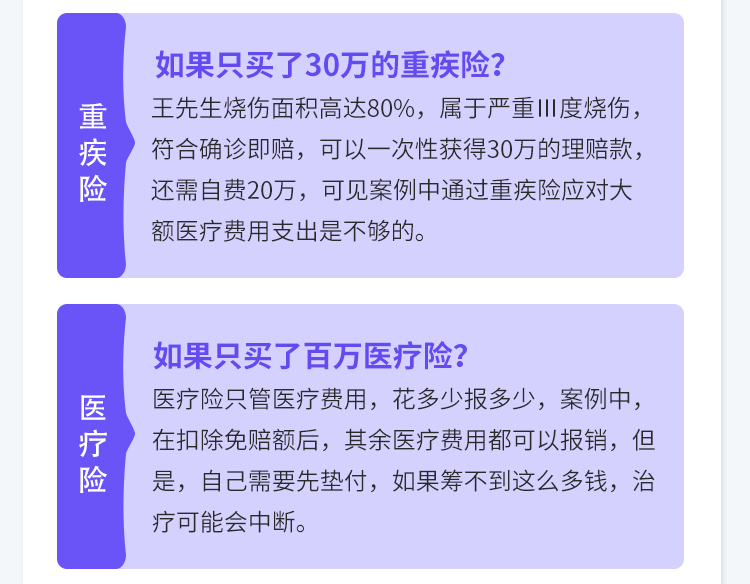 重疾险
如果只买了30万的重疾险?
王先生烧伤面积高达80%，属于严重Ⅲ度烧伤，
符合确诊即赔，可以一次性获得30万的理赔款，
还需自费20万，可见案例中通过重疾险应对大
额医疗费用支出是不够的。
医疗险
如果只买了百万医疗险?
医疗险只管医疗费用，花多少报多少，案例中，
在扣除免赔额后，其余医疗费用都可以报销，但
是，自己需要先垫付，如果筹不到这么多钱，治
疗可能会中断。